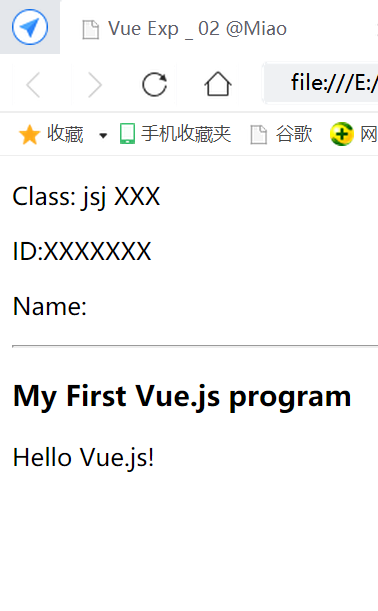 Vue Exp _ 02 @Miao
file:///E:/
收藏 手机收藏夹 谷歌 网
Class: jsj XXX
ID:XXXXXXX
Name:
My First Vue.js program
Hello Vue.js!